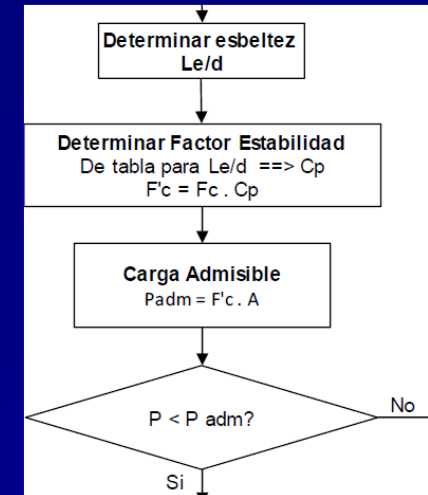 Determinar esbeltez
Le/d
Determinar Factor Estabilidad
De tabla para Le/d ==> Cp
F'c = Fc . Cp
Carga Admisible
Padm = F'c . A
P < P adm?
No
Si